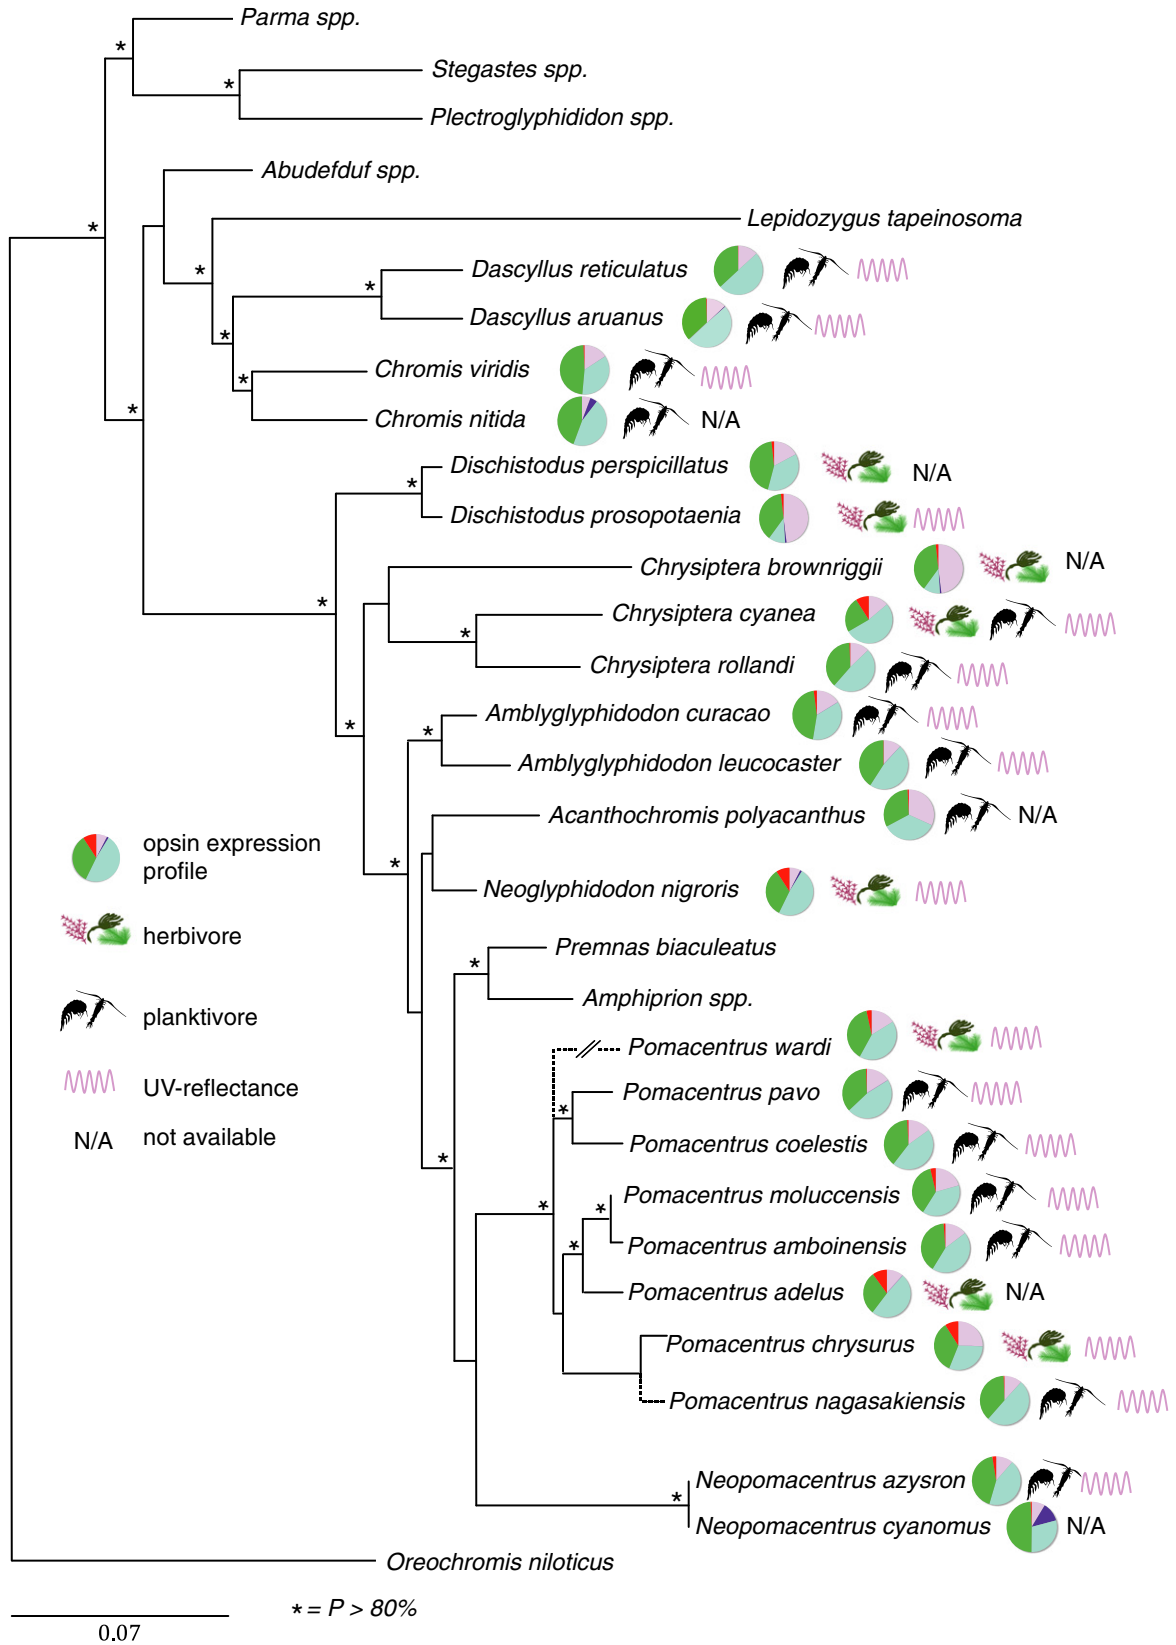 Parma spp.
Stegastes spp.
Plectroglyphididon spp.
Abudefduf spp.
Lepidozygus tapeinosoma
Dascyllus reticulatus
Dascyllus aruanus
Chromis viridis
Chromis nitida N/A
Dischistodus perspicillatus N/A
Dischistodus prosopotaenia
Chrysiptera brownriggii N/A
Chrysiptera cyanea
Chrysiptera rollandi
Amblyglyphidodon curacao
Amblyglyphidodon leucocaster
Acanthochromis polyacanthus N/A
Neoglyphidodon nigroris
Premnas biaculeatus
Amphiprion spp.
Pomacentrus wardi
Pomacentrus pavo
Pomacentrus coelestis
Pomacentrus moluccensis
Pomacentrus amboinensis
Pomacentrus adelus N/A
Pomacentrus chrysurus
Pomacentrus nagasakiensis
Neopomacentrus azysron
Neopomacentrus cyanomus N/A
Oreochromis niloticus
opsin expression
profile
herbivore
planktivore
UV-reflectance
N/A not available
* = P > 80%
0.07